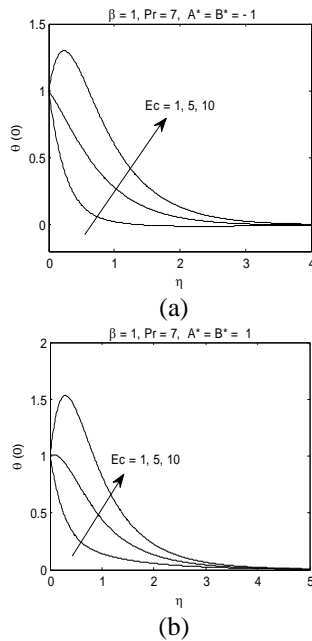 β = 1, Pr = 7, A* = B* = - 1
1.5
1
0.5
0
θ (0)
Ec = 1, 5, 10
0 1 2 3 4
η
(a)
β = 1, Pr = 7, A* = B* = 1
2
1.5
1
0.5
0
θ (0)
Ec = 1, 5, 10
0 1 2 3 4 5
η
(b)